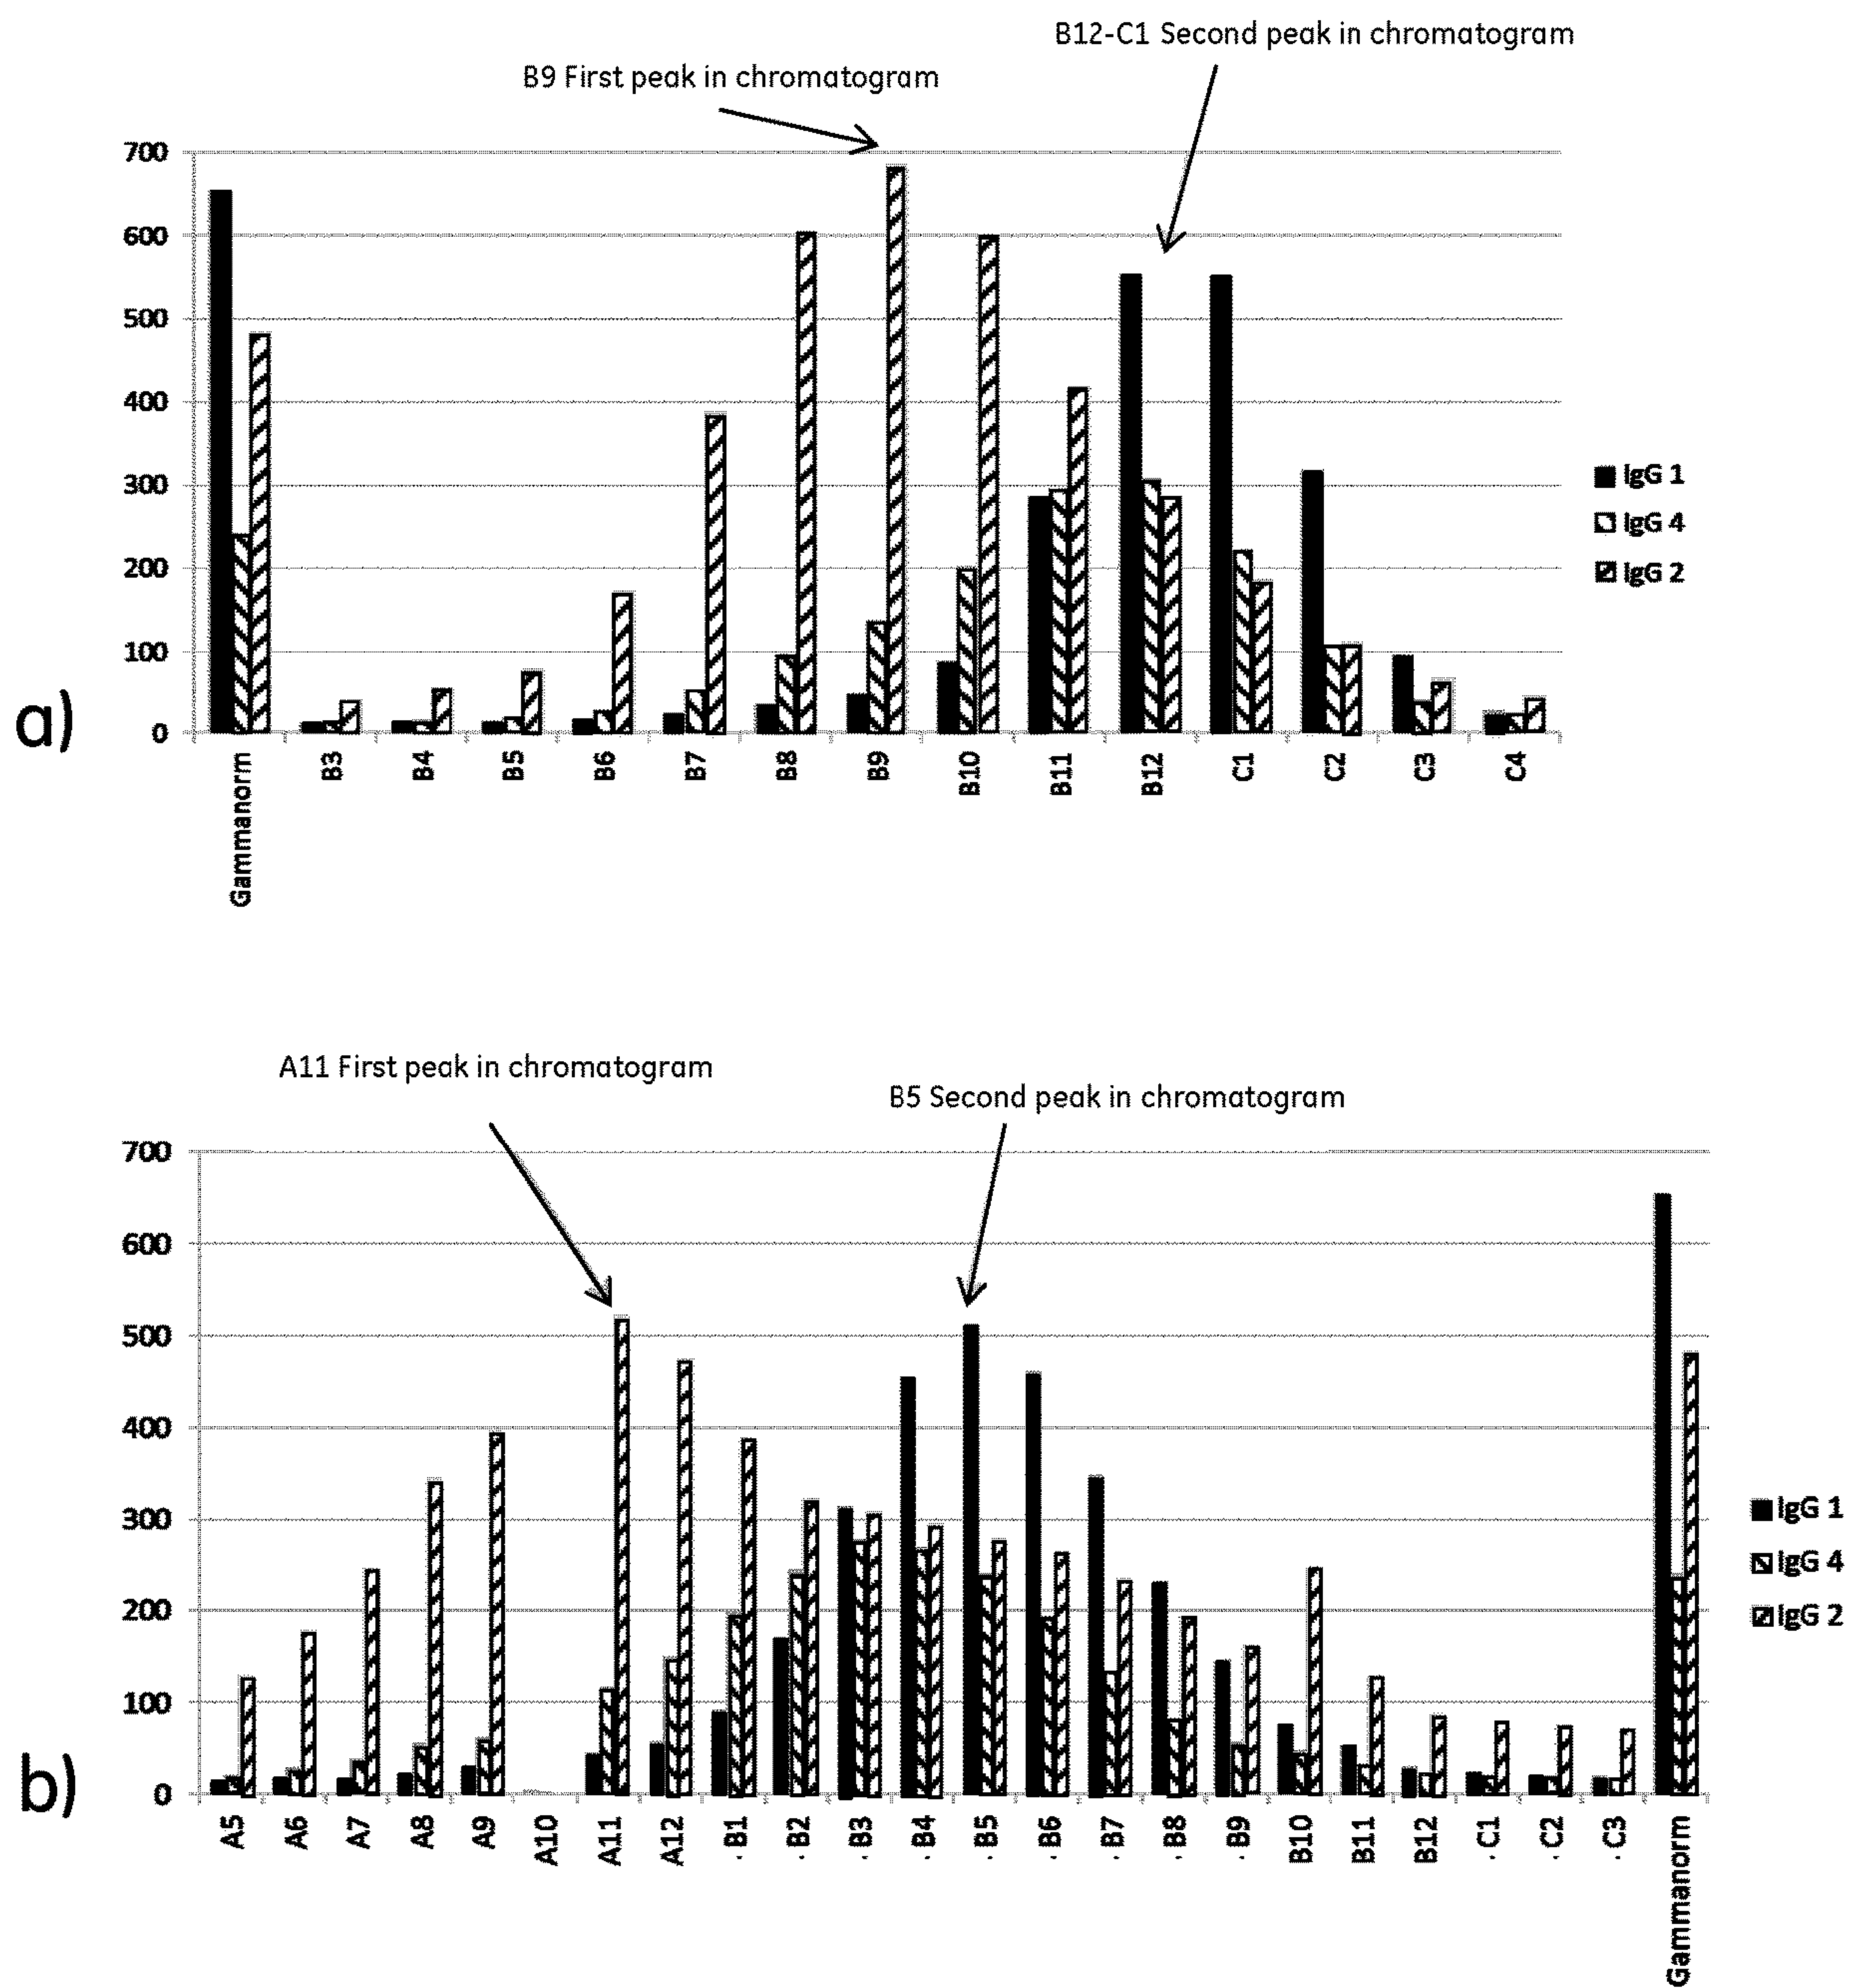 B12-C1 Second peak in chromatogram
B9 First peak in chromatogram
700
600
500
400
300
200
100
0
IgG 1
IgG 4
IgG 2
a)
Gammanorm B3 B4 B5 B6 B7 B8 B9 B10 B11 B12 C1 C2 C3 C4
A11 First peak in chromatogram
B5 Second peak in chromatogram
700
600
500
400
300
200
100
0
IgG 1
IgG 4
IgG 2
b)
A5 A6 A7 A8 A9 A10 A11 A12 B1 B2 B3 B4 B5 B6 B7 B8 B9 B10 B11 B12 C1 C2 C3 Gammanorm